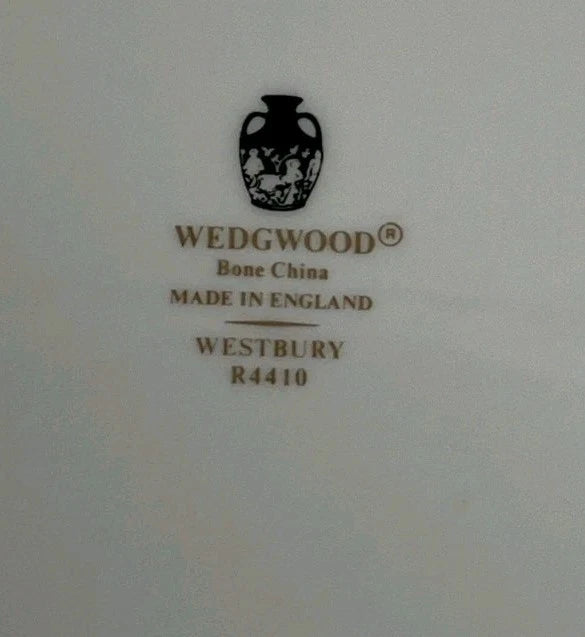 WEDGWOOD®
Bone China
MADE IN ENGLAND
WESTBURY
R4410